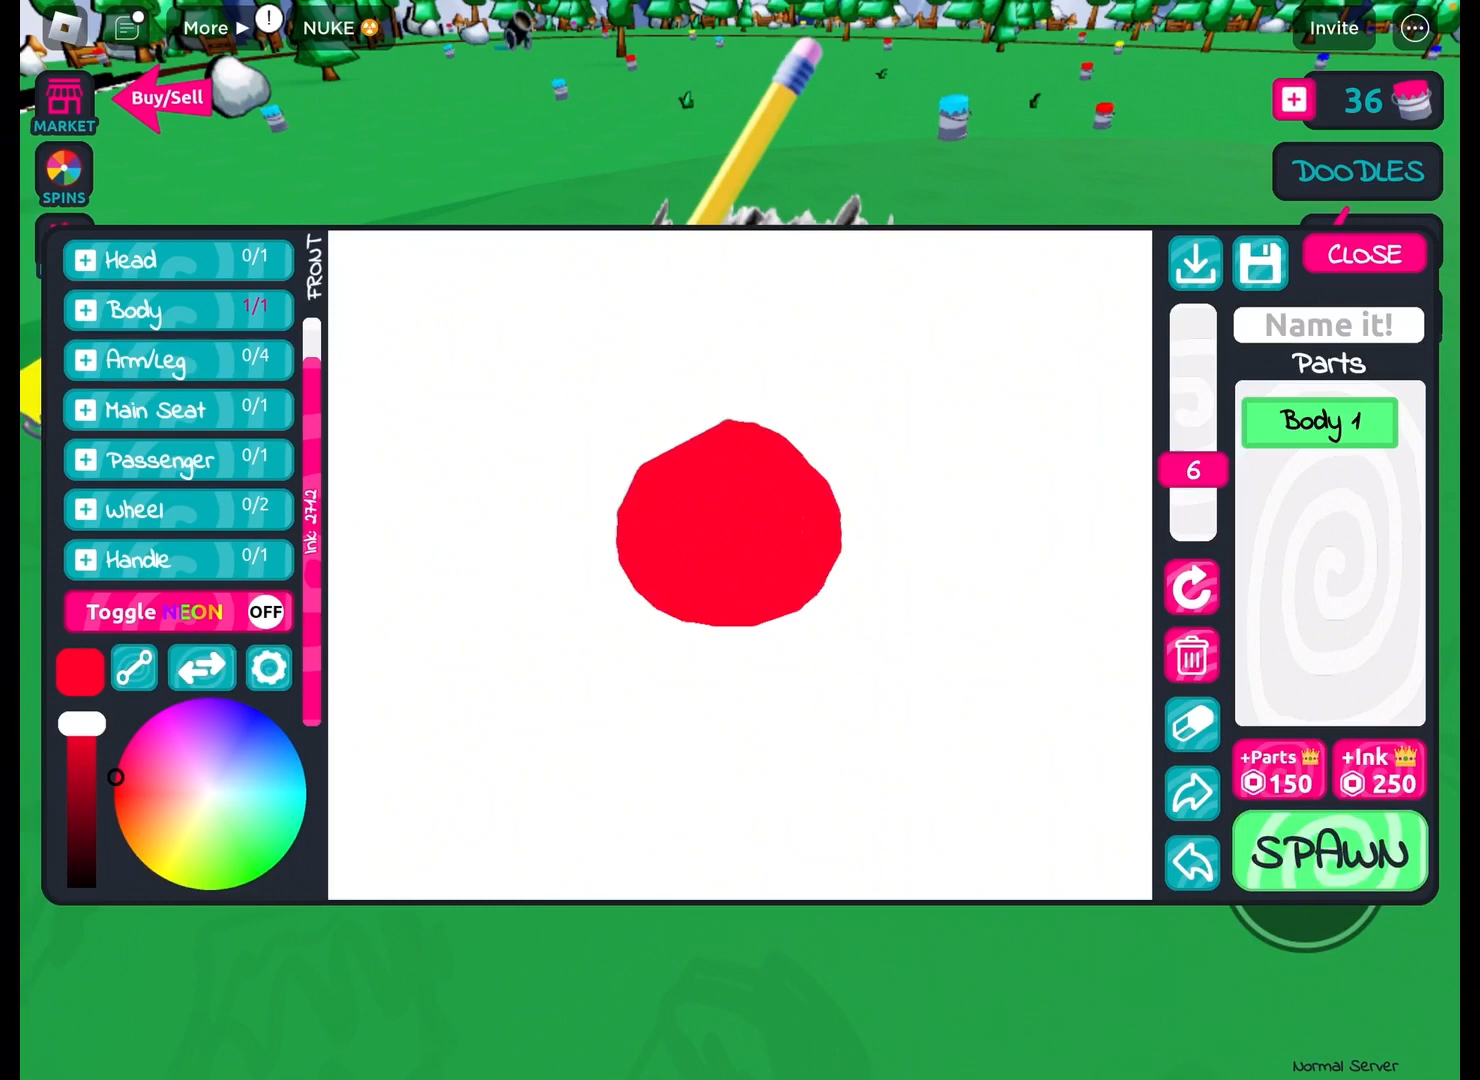 More ▶ ! NUKE ☢
Invite
Buy/Sell
MARKET
36
SPINS
DOODLES
FRONT
Head 0/1
Body 1/1
Arm/Leg 0/4
Main Seat 0/1
Passenger 0/1
Wheel 0/2
Handle 0/1
Ink: 2712
Toggle NEON OFF
CLOSE
Name it!
Parts
Body 1
6
+Parts
150
+Ink
250
SPAWN
Normal Server